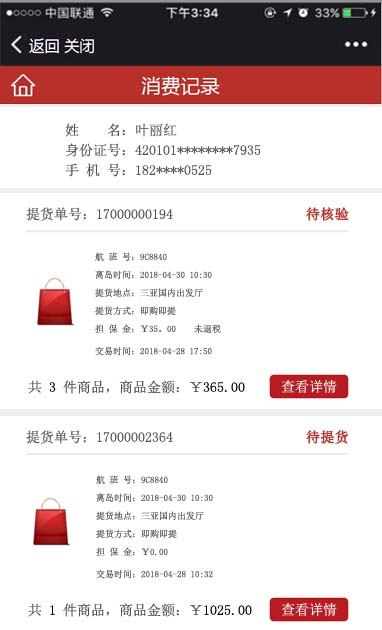 中国联通 下午3:34 33%
返回 关闭 •••
消费记录
姓 名：叶丽红
身份证号：420101********7935
手 机 号：182****0525
提货单号：17000000194 待核验
航 班 号：9C8840
离岛时间：2018-04-30 10:30
提货地点：三亚国内出发厅
提货方式：即购即提
担 保 金：￥35。00 未退税
交易时间：2018-04-28 17:50
共 3 件商品，商品金额：￥365.00 查看详情
提货单号：17000002364 待提货
航 班 号：9C8840
离岛时间：2018-04-30 10:30
提货地点：三亚国内出发厅
提货方式：即购即提
担 保 金：￥0.00
交易时间：2018-04-28 10:32
共 1 件商品，商品金额：￥1025.00 查看详情